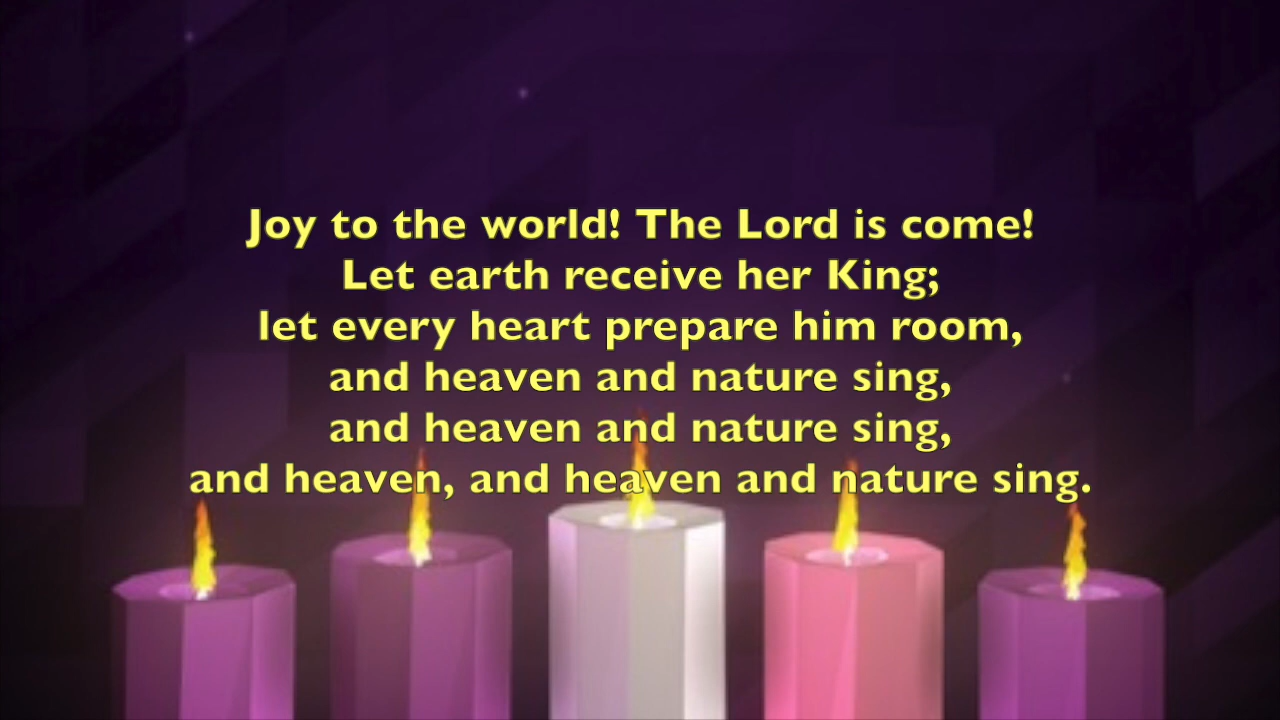 Joy to the world! The Lord is come!
Let earth receive her King;
let every heart prepare him room,
and heaven and nature sing,
and heaven and nature sing,
and heaven, and heaven and nature sing.